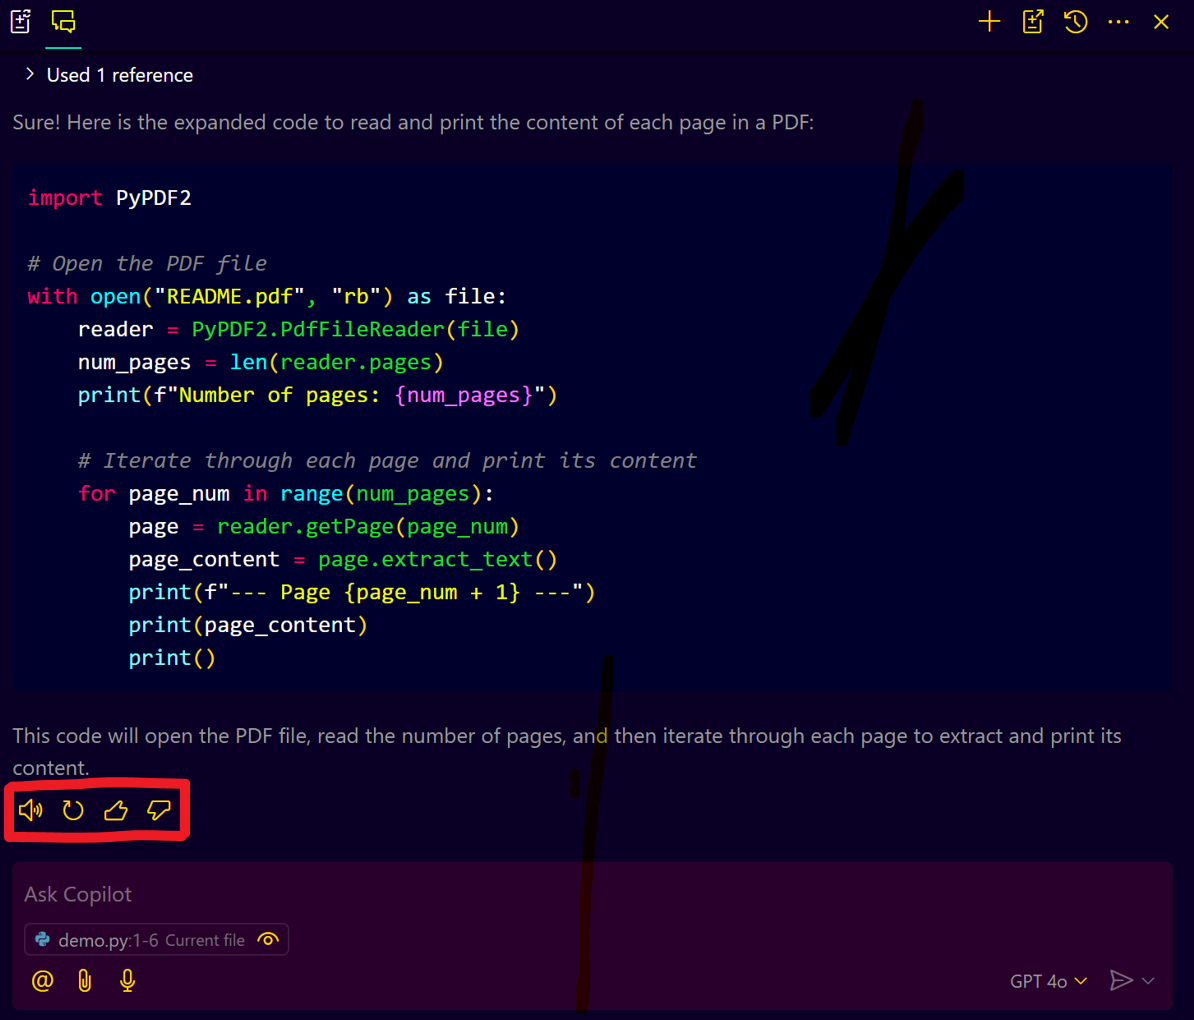 Used 1 reference
Sure! Here is the expanded code to read and print the content of each page in a PDF:
import PyPDF2
# Open the PDF file
with open("README.pdf", "rb") as file:
    reader = PyPDF2.PdfFileReader(file)
    num_pages = len(reader.pages)
    print(f"Number of pages: {num_pages}")
    # Iterate through each page and print its content
    for page_num in range(num_pages):
        page = reader.getPage(page_num)
        page_content = page.extract_text()
        print(f"--- Page {page_num + 1} ---")
        print(page_content)
        print()
This code will open the PDF file, read the number of pages, and then iterate through each page to extract and print its
content.
Ask Copilot
demo.py:1-6 Current file
@ GPT 4o